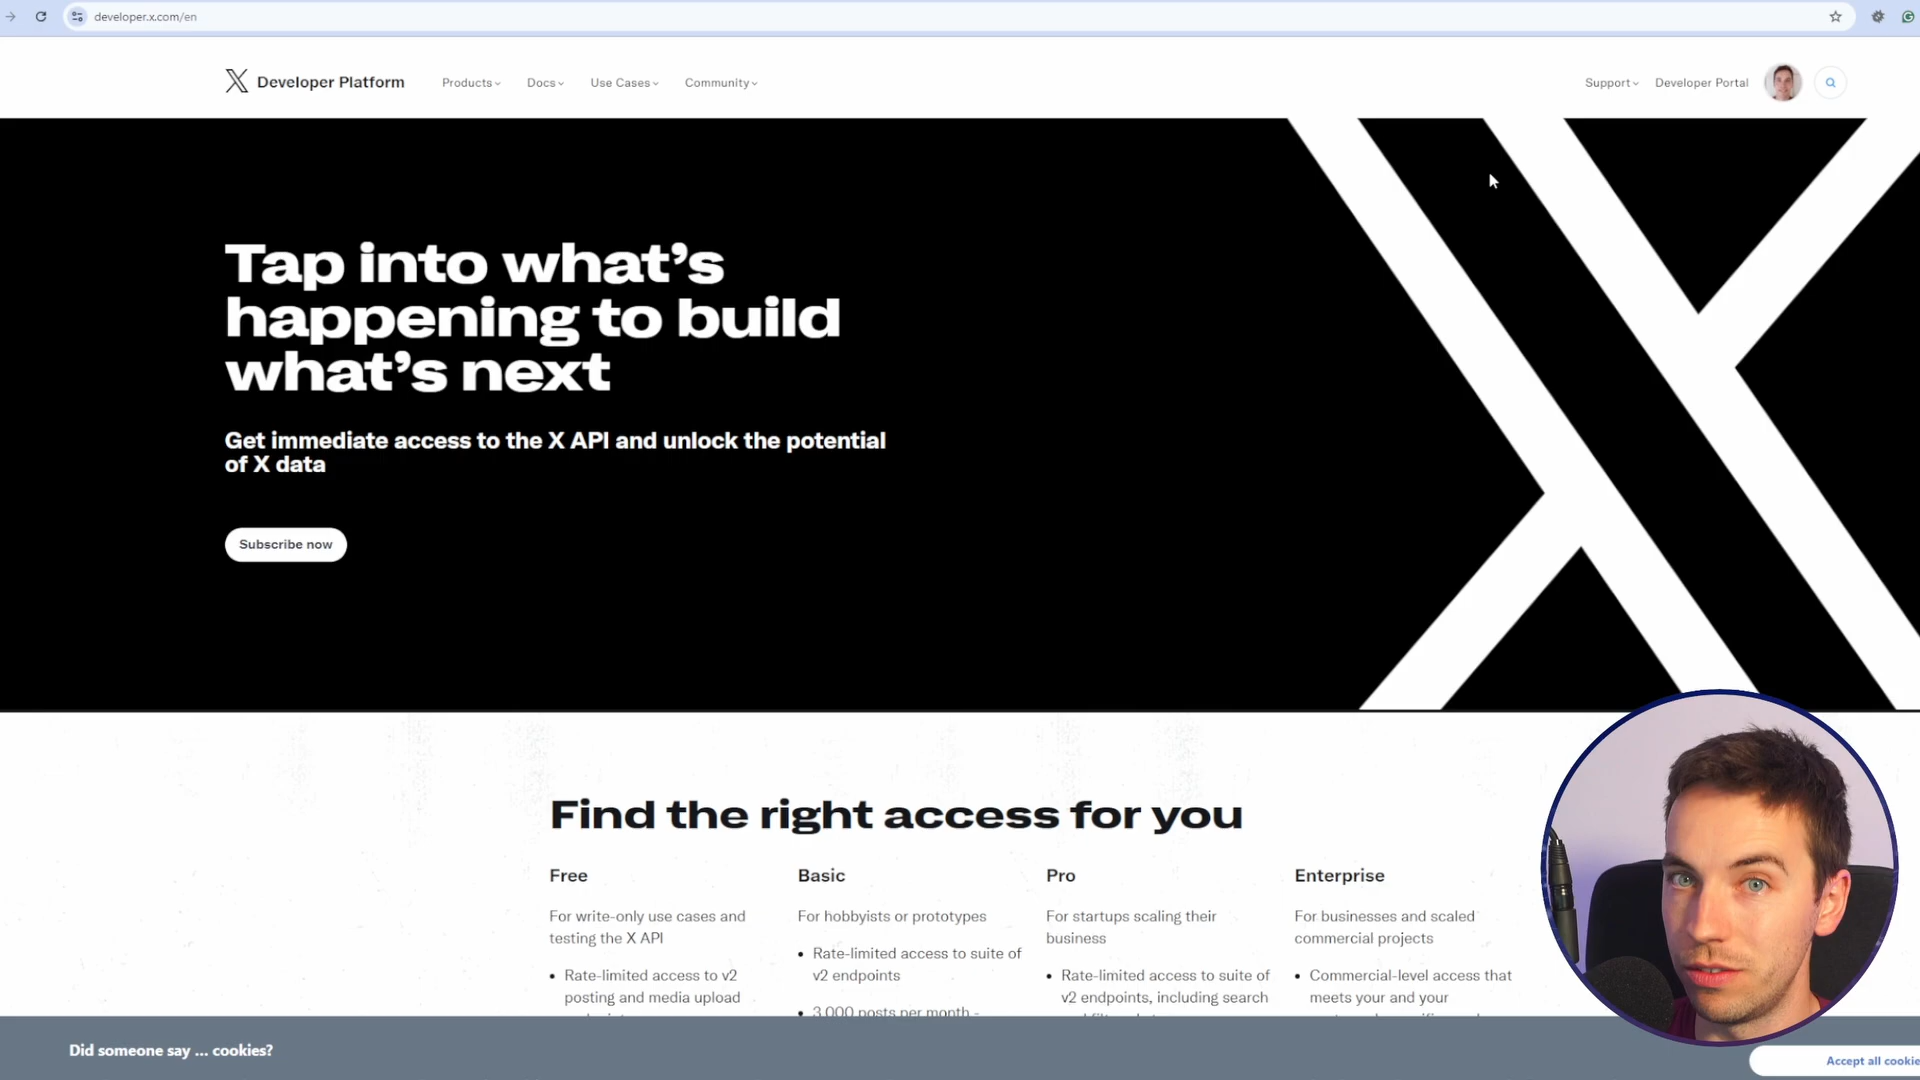 developer.x.com/en
Developer Platform
Products
Docs
Use Cases
Community
Support
Developer Portal
Tap into what's
happening to build
what's next
Get immediate access to the X API and unlock the potential
of X data
Subscribe now
Find the right access for you
Free
For write-only use cases and
testing the X API
• Rate-limited access to v2
posting and media upload
Basic
For hobbyists or prototypes
• Rate-limited access to suite of
v2 endpoints
• 3,000 posts per month -
Pro
For startups scaling their
business
• Rate-limited access to suite of
v2 endpoints, including search
Enterprise
For businesses and scaled
commercial projects
• Commercial-level access that
meets your and your
Did someone say … cookies?
Accept all cookie